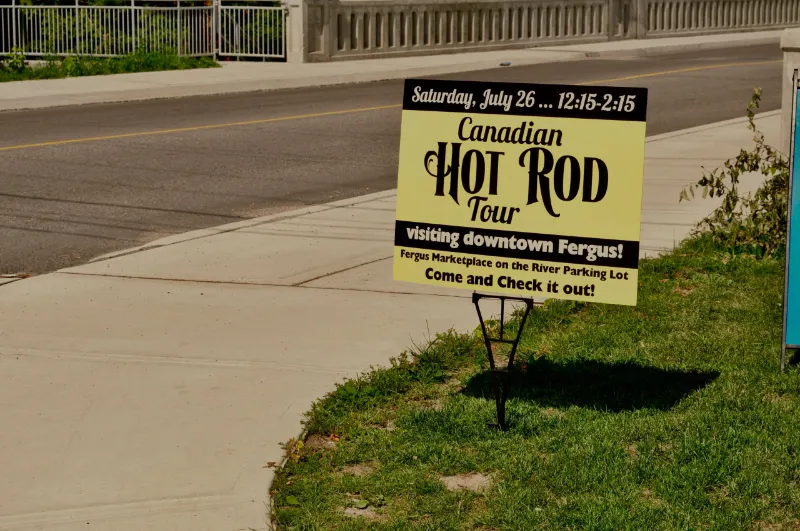 Saturday, July 26 ... 12:15-2:15
Canadian
HOT ROD
Tour
visiting downtown Fergus!
Fergus Marketplace on the River Parking Lot
Come and Check it out!